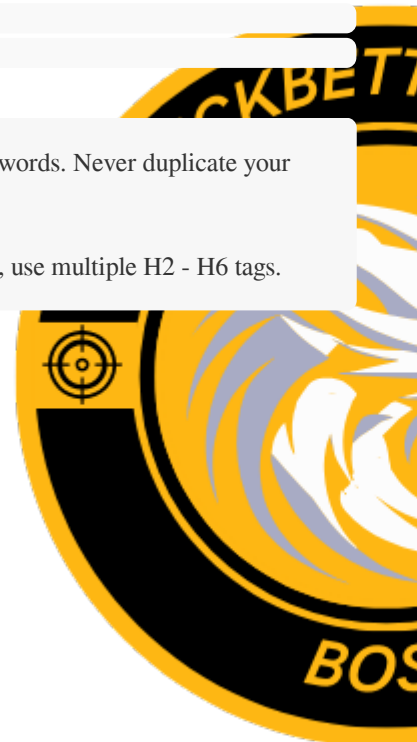 CKBETT
words. Never duplicate your
, use multiple H2 - H6 tags.
BOS